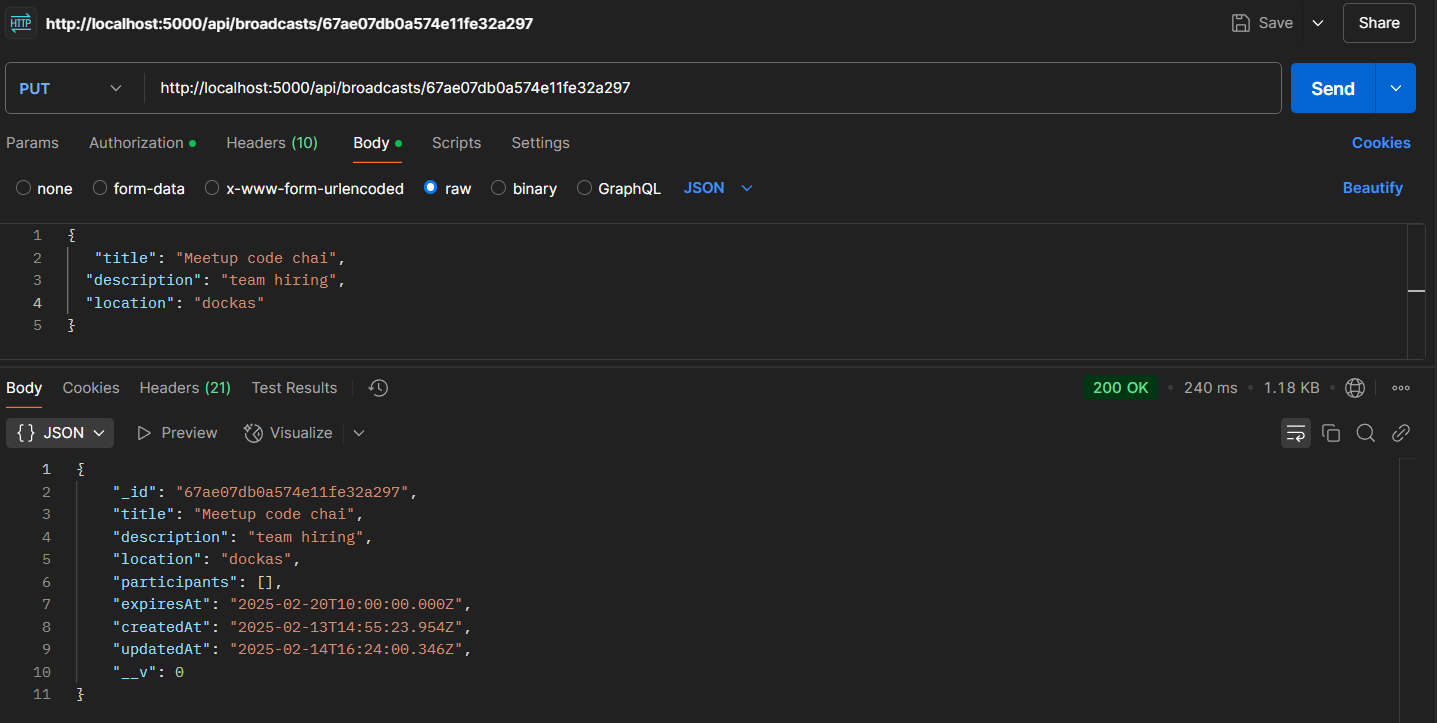 HTTP http://localhost:5000/api/broadcasts/67ae07db0a574e11fe32a297 Save Share
PUT http://localhost:5000/api/broadcasts/67ae07db0a574e11fe32a297 Send
Params Authorization Headers (10) Body Scripts Settings Cookies
none form-data x-www-form-urlencoded raw binary GraphQL JSON Beautify
1 {
2 "title": "Meetup code chai",
3 "description": "team hiring",
4 "location": "dockas"
5 }
Body Cookies Headers (21) Test Results 200 OK 240 ms 1.18 KB
{} JSON Preview Visualize
1 {
2 "_id": "67ae07db0a574e11fe32a297",
3 "title": "Meetup code chai",
4 "description": "team hiring",
5 "location": "dockas",
6 "participants": [],
7 "expiresAt": "2025-02-20T10:00:00.000Z",
8 "createdAt": "2025-02-13T14:55:23.954Z",
9 "updatedAt": "2025-02-14T16:24:00.346Z",
10 "__v": 0
11 }